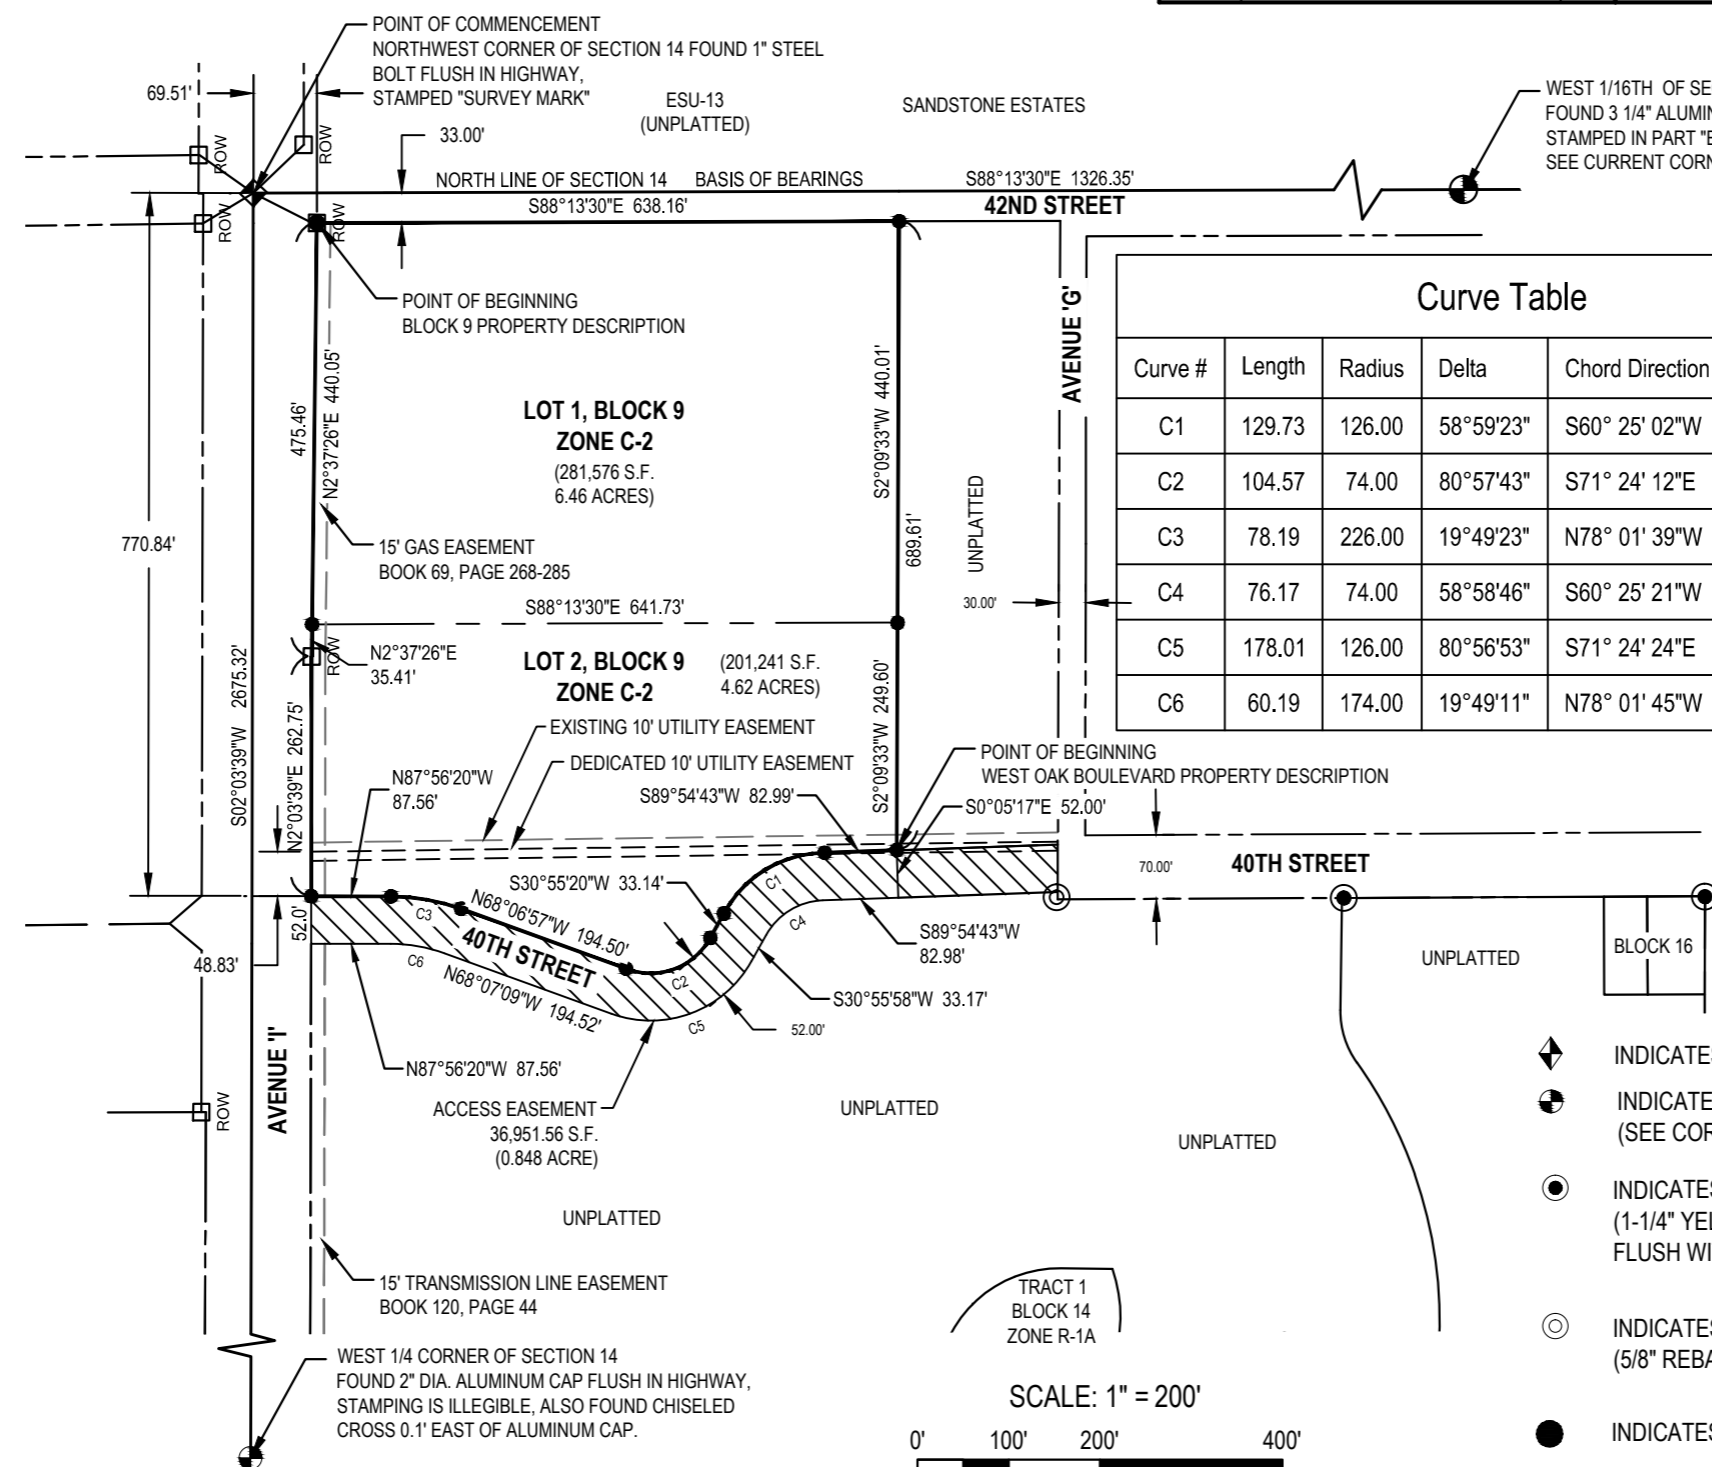 POINT OF COMMENCEMENT
NORTHWEST CORNER OF SECTION 14 FOUND 1" STEEL
BOLT FLUSH IN HIGHWAY,
STAMPED "SURVEY MARK"
69.51'
ROW
ROW
ROW
ROW
33.00'
ESU-13
(UNPLATTED)
SANDSTONE ESTATES
WEST 1/16TH OF SE
FOUND 3 1/4" ALUMIN
STAMPED IN PART "
SEE CURRENT CORN
NORTH LINE OF SECTION 14 BASIS OF BEARINGS S88°13'30"E 1326.35'
S88°13'30"E 638.16'
42ND STREET
POINT OF BEGINNING
BLOCK 9 PROPERTY DESCRIPTION
AVENUE 'G'
Curve Table
Curve # Length Radius Delta Chord Direction
C1 129.73 126.00 58°59'23" S60° 25' 02"W
C2 104.57 74.00 80°57'43" S71° 24' 12"E
C3 78.19 226.00 19°49'23" N78° 01' 39"W
C4 76.17 74.00 58°58'46" S60° 25' 21"W
C5 178.01 126.00 80°56'53" S71° 24' 24"E
C6 60.19 174.00 19°49'11" N78° 01' 45"W
475.46'
N2°37'26"E 440.05'
LOT 1, BLOCK 9
ZONE C-2
(281,576 S.F.
6.46 ACRES)
S2°09'33"W 440.01'
689.61'
UNPLATTED
770.84'
15' GAS EASEMENT
BOOK 69, PAGE 268-285
30.00'
S88°13'30"E 641.73'
ROW
N2°37'26"E
35.41'
LOT 2, BLOCK 9
ZONE C-2
(201,241 S.F.
4.62 ACRES)
S02°03'39"W 2675.32'
N2°03'39"E 262.75'
S2°09'33"W 249.60'
EXISTING 10' UTILITY EASEMENT
DEDICATED 10' UTILITY EASEMENT
POINT OF BEGINNING
WEST OAK BOULEVARD PROPERTY DESCRIPTION
N87°56'20"W
87.56'
S89°54'43"W 82.99'
S0°05'17"E 52.00'
70.00'
40TH STREET
S30°55'20"W 33.14'
C1
C3
N68°06'57"W 194.50'
C4
52.0'
40TH STREET
S89°54'43"W
82.98'
48.83'
C6
N68°07'09"W 194.52'
C2
C5
S30°55'58"W 33.17'
52.00'
UNPLATTED
BLOCK 16
N87°56'20"W 87.56'
AVENUE 'I'
ROW
ACCESS EASEMENT
36,951.56 S.F.
(0.848 ACRE)
UNPLATTED
UNPLATTED
UNPLATTED
INDICATES
INDICATE
(SEE COR
INDICATES
(1-1/4" YEL
FLUSH WI
INDICATES
(5/8" REBA
INDICATES
15' TRANSMISSION LINE EASEMENT
BOOK 120, PAGE 44
TRACT 1
BLOCK 14
ZONE R-1A
WEST 1/4 CORNER OF SECTION 14
FOUND 2" DIA. ALUMINUM CAP FLUSH IN HIGHWAY,
STAMPING IS ILLEGIBLE, ALSO FOUND CHISELED
CROSS 0.1' EAST OF ALUMINUM CAP.
SCALE: 1" = 200'
0' 100' 200' 400'